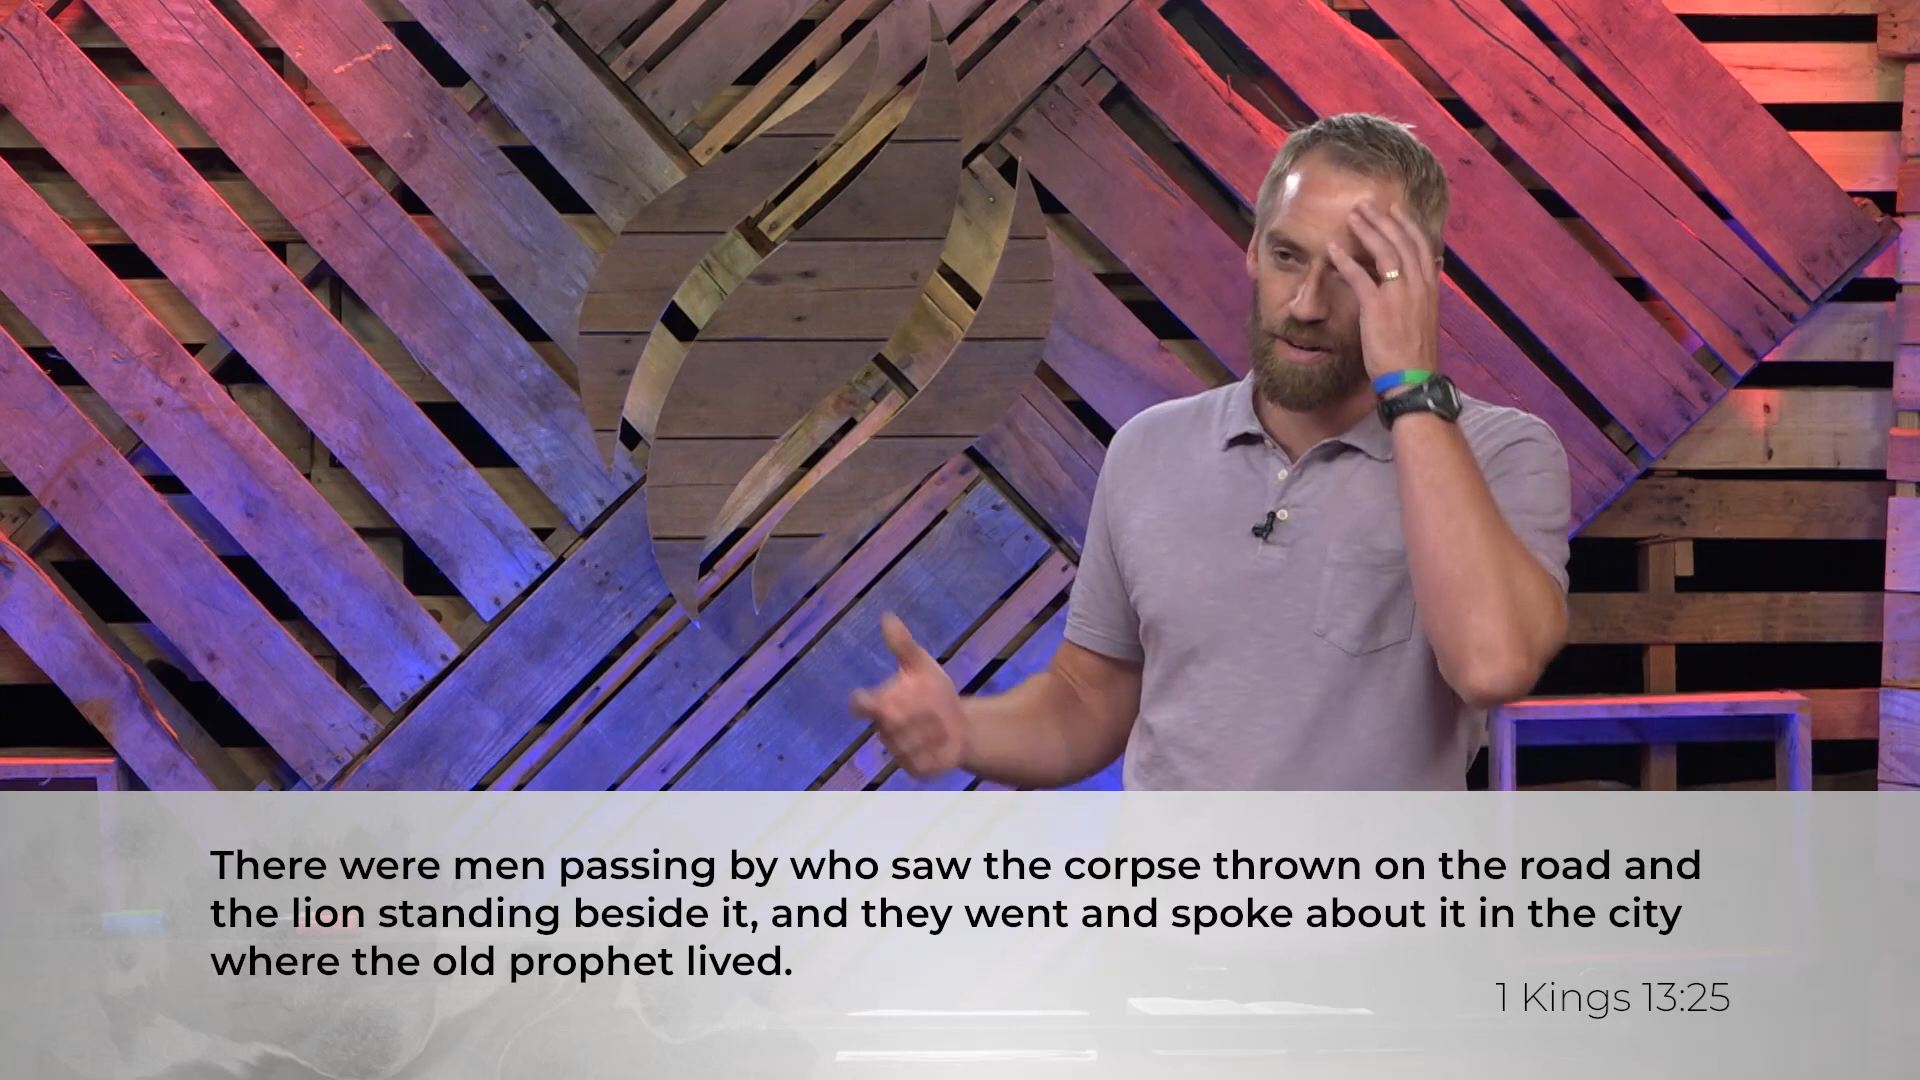 There were men passing by who saw the corpse thrown on the road and
the lion standing beside it, and they went and spoke about it in the city
where the old prophet lived.
1 Kings 13:25